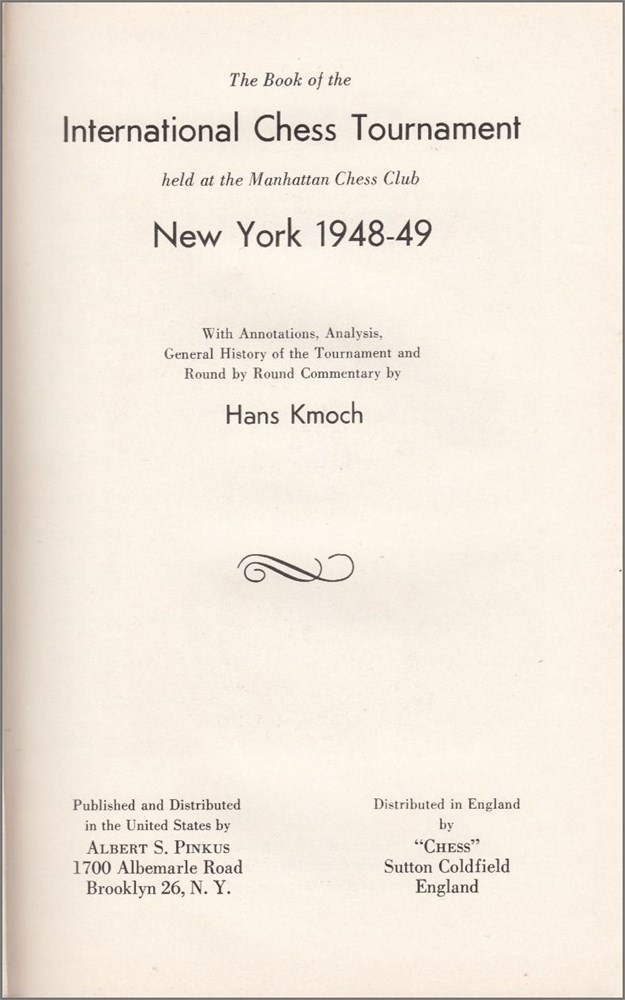 The Book of the
International Chess Tournament
held at the Manhattan Chess Club
New York 1948-49
With Annotations, Analysis,
General History of the Tournament and
Round by Round Commentary by
Hans Kmoch
Published and Distributed
in the United States by
ALBERT S. PINKUS
1700 Albemarle Road
Brooklyn 26, N. Y.
Distributed in England
by
“CHESS”
Sutton Coldfield
England